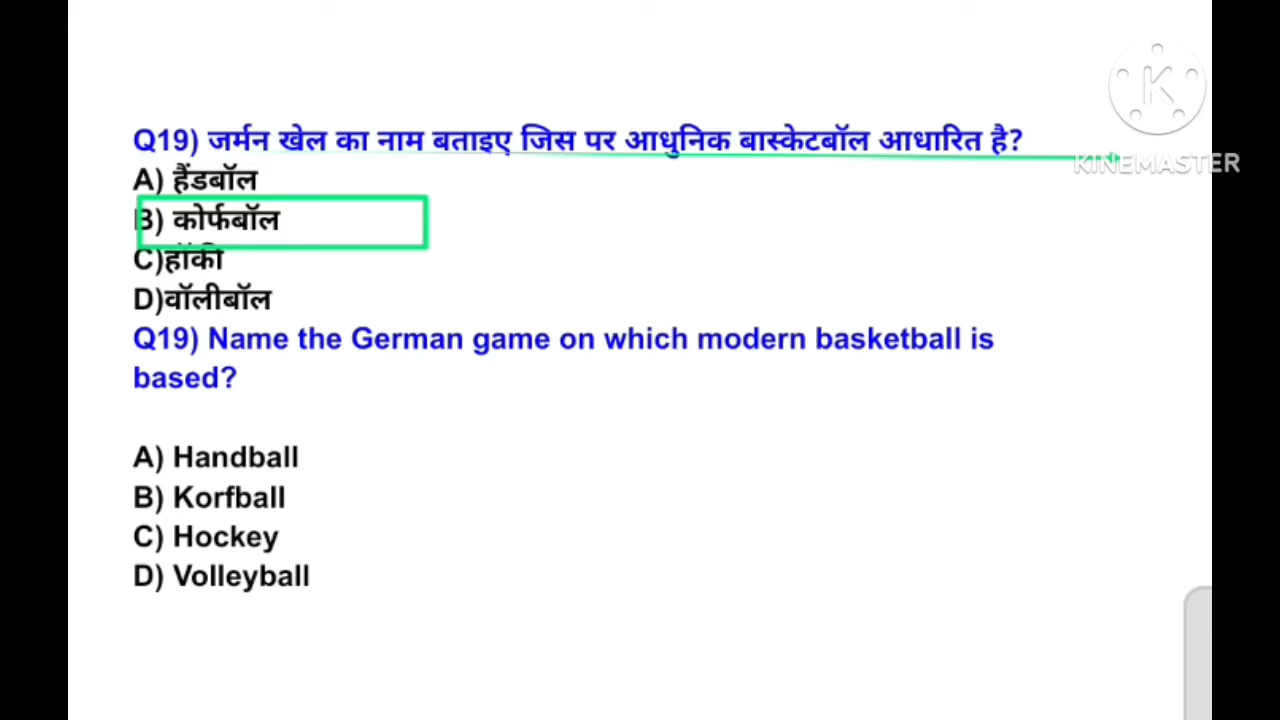 Q19) जर्मन खेल का नाम बताइए जिस पर आधुनिक बास्केटबॉल आधारित है?
KINEMASTER
A) हैंडबॉल
B) कोर्फबॉल
C)हॉकी
D)वॉलीबॉल
Q19) Name the German game on which modern basketball is
based?
A) Handball
B) Korfball
C) Hockey
D) Volleyball